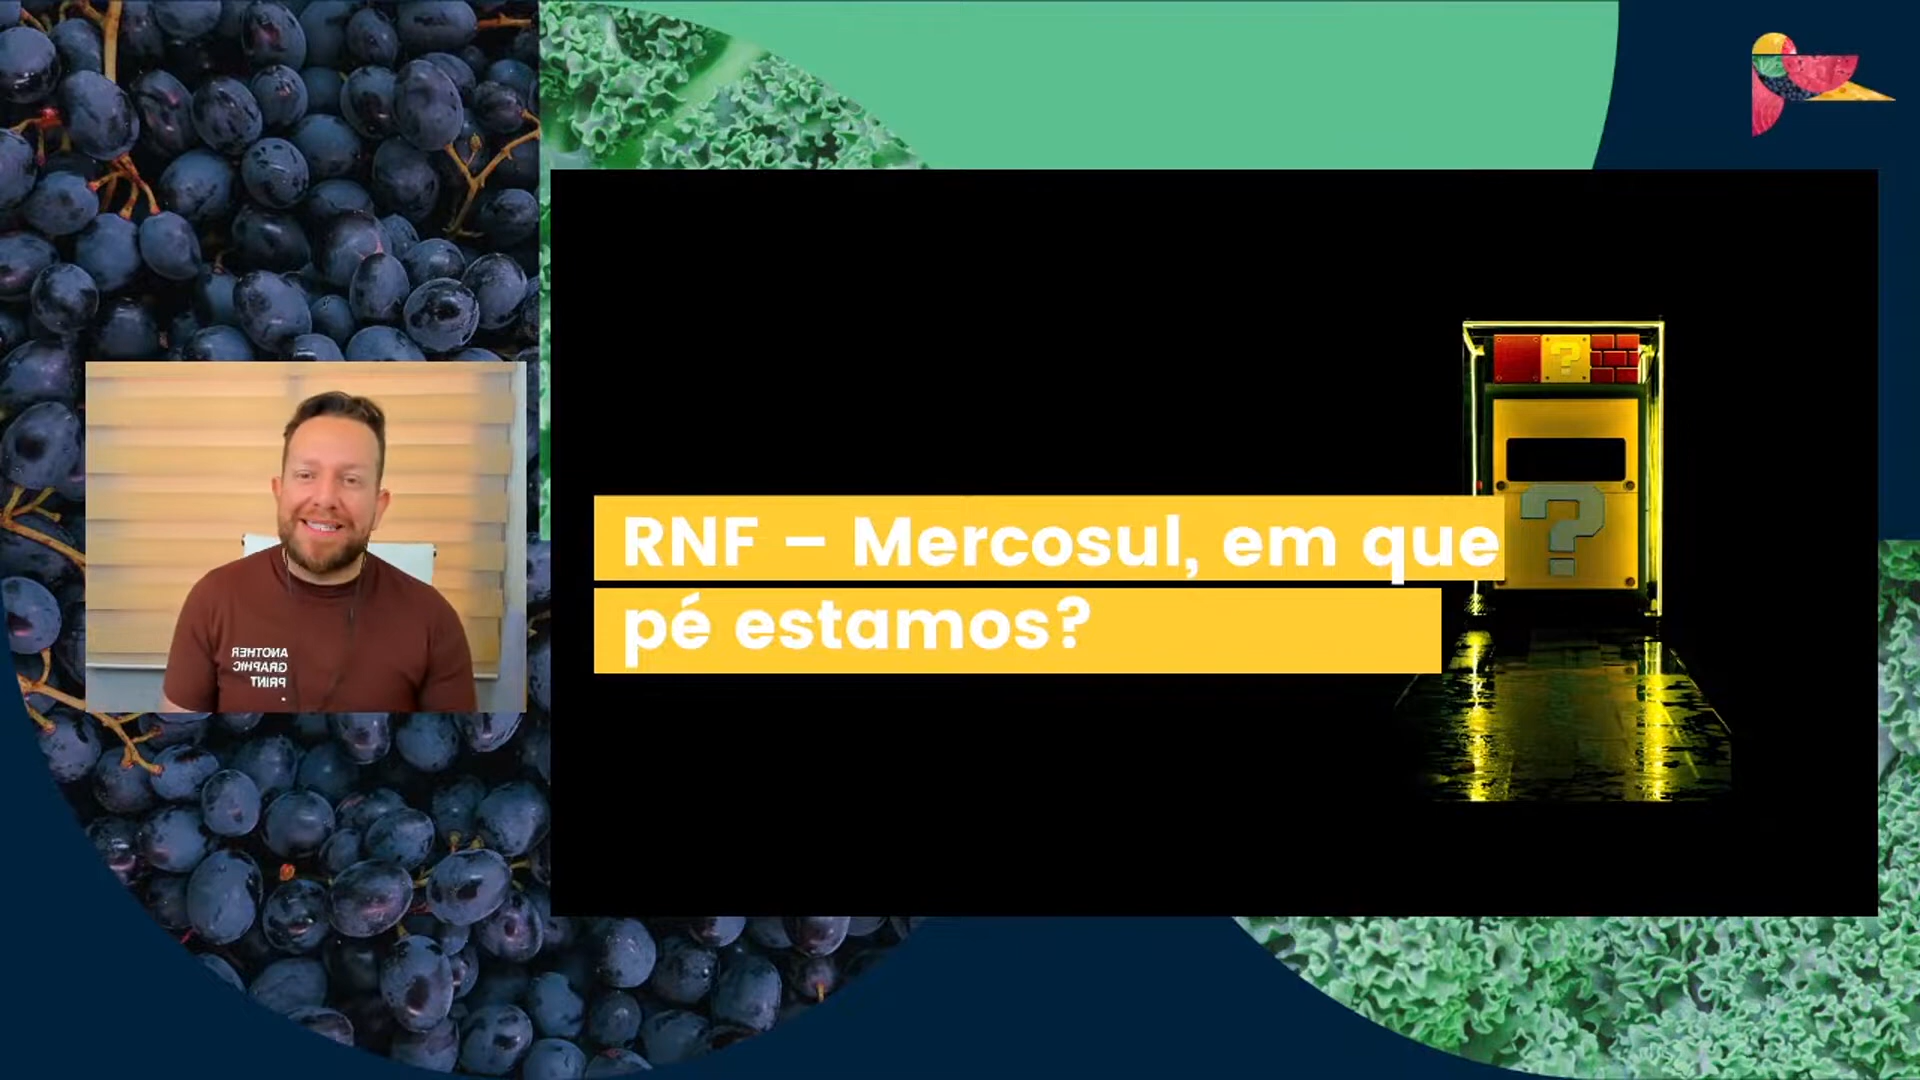 RNF – Mercosul, em que
pé estamos?
ANOTHER
GRAPHIC
PRINT
?
?